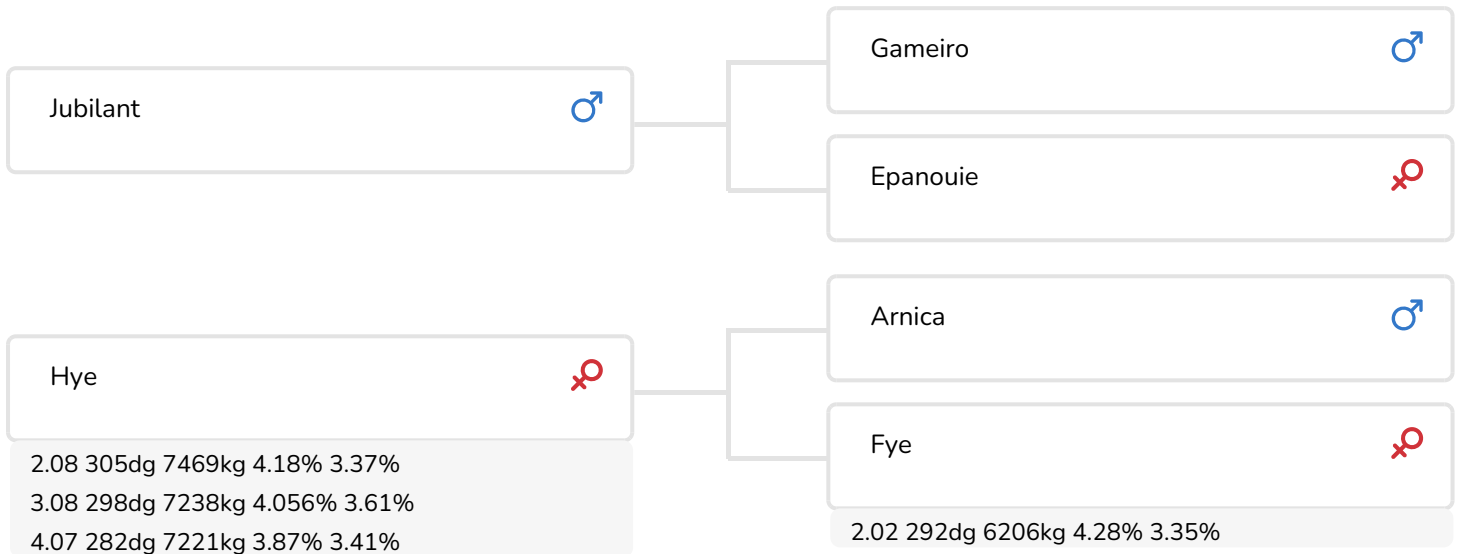 Gameiro
Jubilant
Epanouie
Arnica
Hye
Fye
2.08 305dg 7469kg 4.18% 3.37%
3.08 298dg 7238kg 4.056% 3.61%
4.07 282dg 7221kg 3.87% 3.41%
2.02 292dg 6206kg 4.28% 3.35%